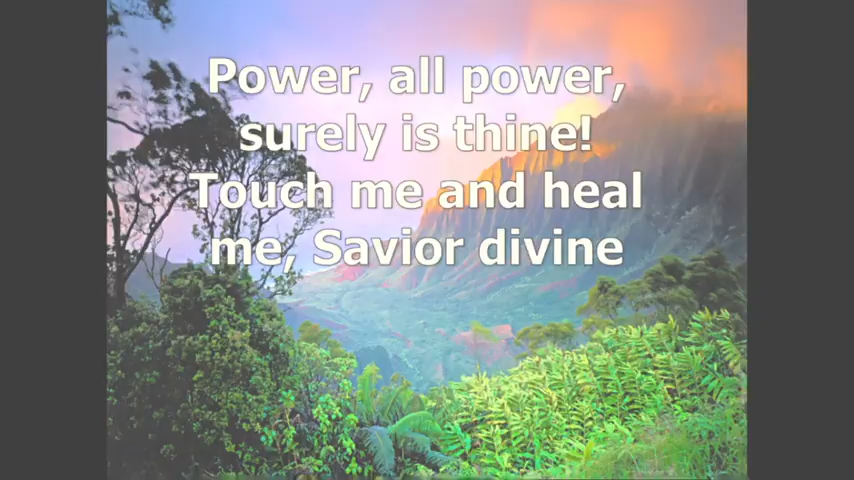 Power, all power,
surely is thine!
Touch me and heal
me, Savior divine